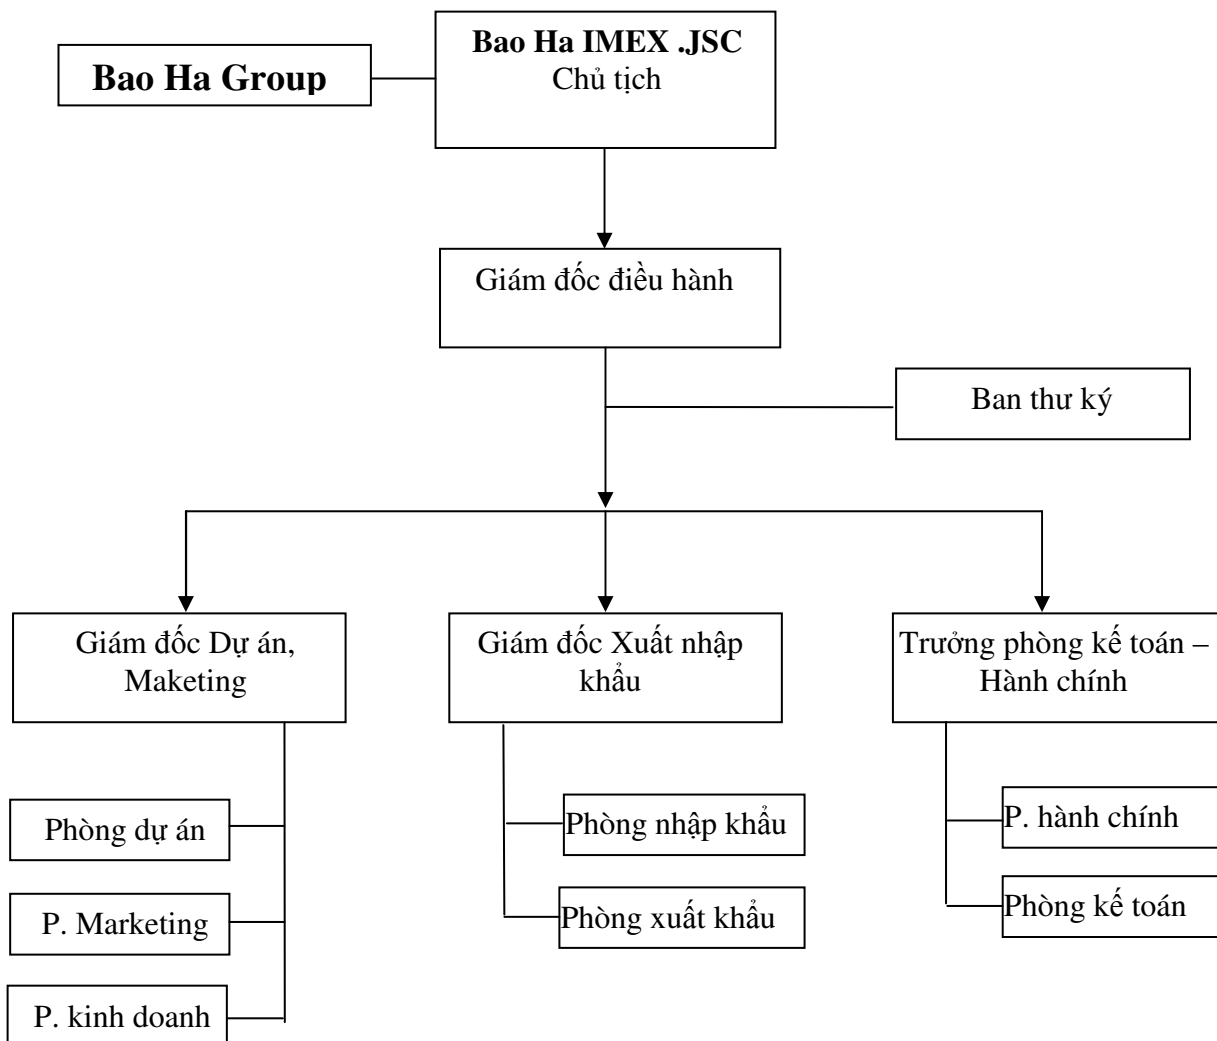 Bao Ha IMEX .JSC
Chủ tịch
Bao Ha Group
Giám đốc điều hành
Ban thư ký
Giám đốc Dự án,
Maketing
Giám đốc Xuất nhập
khẩu
Trưởng phòng kế toán –
Hành chính
Phòng dự án
P. Marketing
P. kinh doanh
Phòng nhập khẩu
Phòng xuất khẩu
P. hành chính
Phòng kế toán